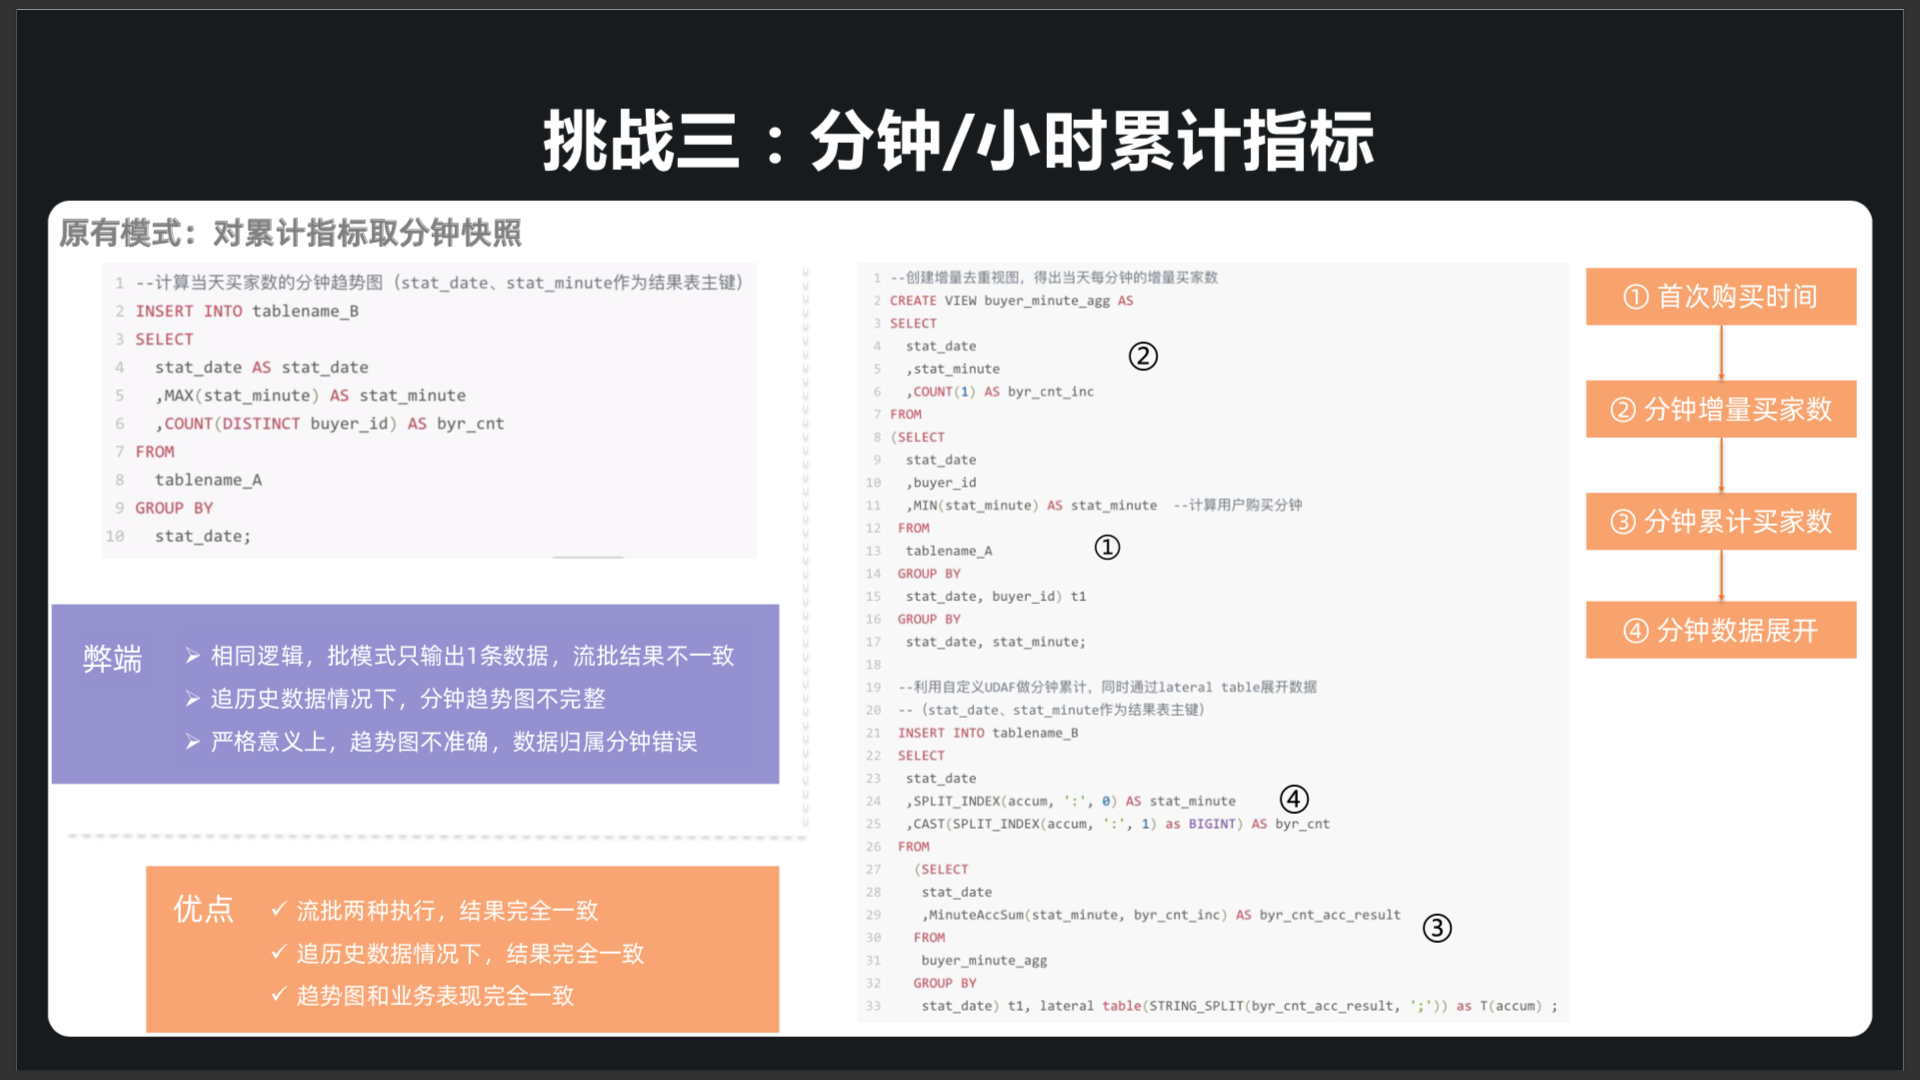 挑战三：分钟/小时累计指标
原有模式：对累计指标取分钟快照
1 --计算当天买家数的分钟趋势图（stat_date、stat_minute作为结果表主键）
2 INSERT INTO tablename_B
3 SELECT
4 stat_date AS stat_date
5 ,MAX(stat_minute) AS stat_minute
6 ,COUNT(DISTINCT buyer_id) AS byr_cnt
7 FROM
8 tablename_A
9 GROUP BY
10 stat_date;
弊端
➢ 相同逻辑，批模式只输出1条数据，流批结果不一致
➢ 追历史数据情况下，分钟趋势图不完整
➢ 严格意义上，趋势图不准确，数据归属分钟错误
优点
✓ 流批两种执行，结果完全一致
✓ 追历史数据情况下，结果完全一致
✓ 趋势图和业务表现完全一致
1 --创建增量去重视图，得出当天每分钟的增量买家数
2 CREATE VIEW buyer_minute_agg AS
3 SELECT
4 stat_date
②
5 ,stat_minute
6 ,COUNT(1) AS byr_cnt_inc
7 FROM
8 (SELECT
9 stat_date
10 ,buyer_id
11 ,MIN(stat_minute) AS stat_minute --计算用户购买分钟
12 FROM
13 tablename_A
①
14 GROUP BY
15 stat_date, buyer_id) t1
16 GROUP BY
17 stat_date, stat_minute;
18
19 --利用自定义UDAF做分钟累计，同时通过lateral table展开数据
20 --（stat_date、stat_minute作为结果表主键）
21 INSERT INTO tablename_B
22 SELECT
23 stat_date
24 ,SPLIT_INDEX(accum, ':', 0) AS stat_minute
④
25 ,CAST(SPLIT_INDEX(accum, ':', 1) as BIGINT) AS byr_cnt
26 FROM
27 (SELECT
28 stat_date
29 ,MinuteAccSum(stat_minute, byr_cnt_inc) AS byr_cnt_acc_result
③
30 FROM
31 buyer_minute_agg
32 GROUP BY
33 stat_date) t1, lateral table(STRING_SPLIT(byr_cnt_acc_result, ';')) as T(accum) ;
① 首次购买时间
② 分钟增量买家数
③ 分钟累计买家数
④ 分钟数据展开